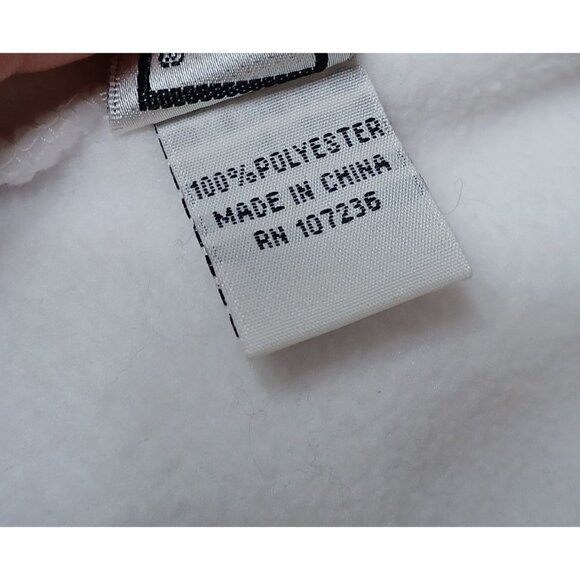 100%POLYESTER
MADE IN CHINA
RN 107236